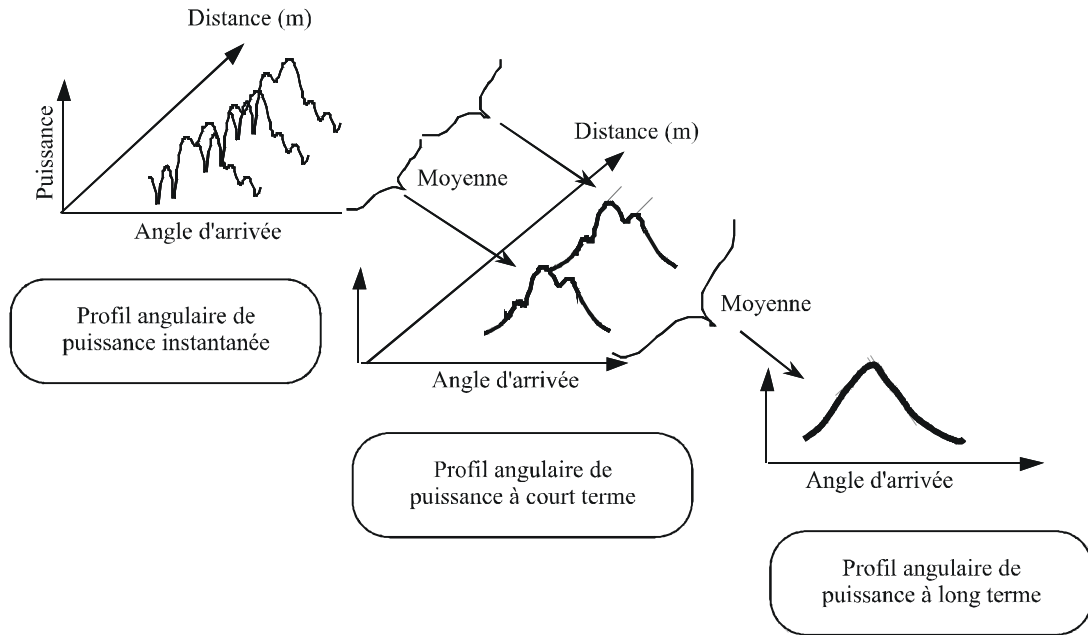 Distance (m)
Puissance
Angle d'arrivée
Profil angulaire de
puissance instantanée
Moyenne
Distance (m)
Angle d'arrivée
Profil angulaire de
puissance à court terme
Moyenne
Angle d'arrivée
Profil angulaire de
puissance à long terme